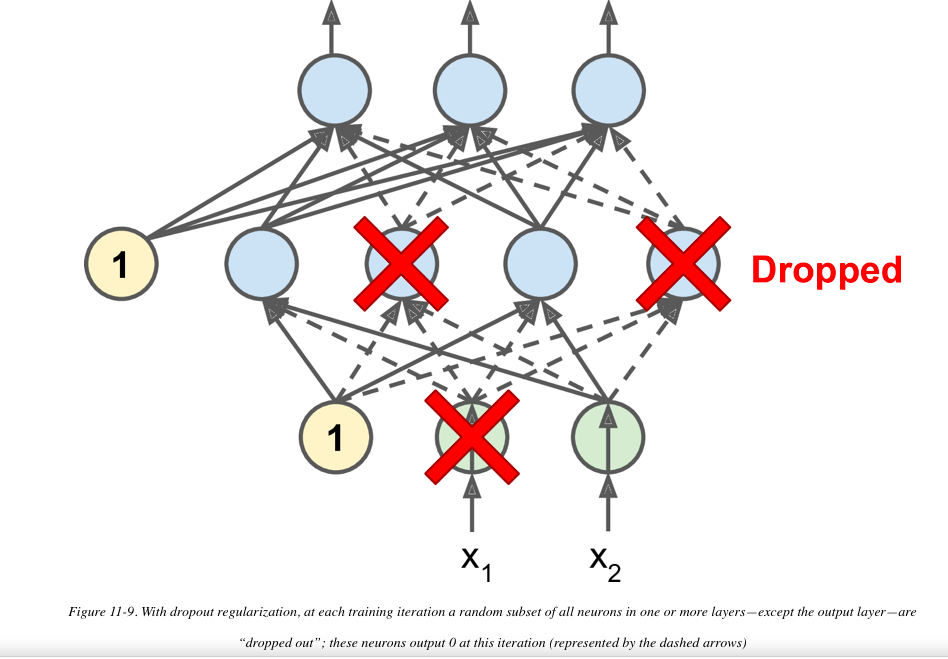 1
Dropped
1
x1
x2
Figure 11-9. With dropout regularization, at each training iteration a random subset of all neurons in one or more layers—except the output layer—are
“dropped out”; these neurons output 0 at this iteration (represented by the dashed arrows)